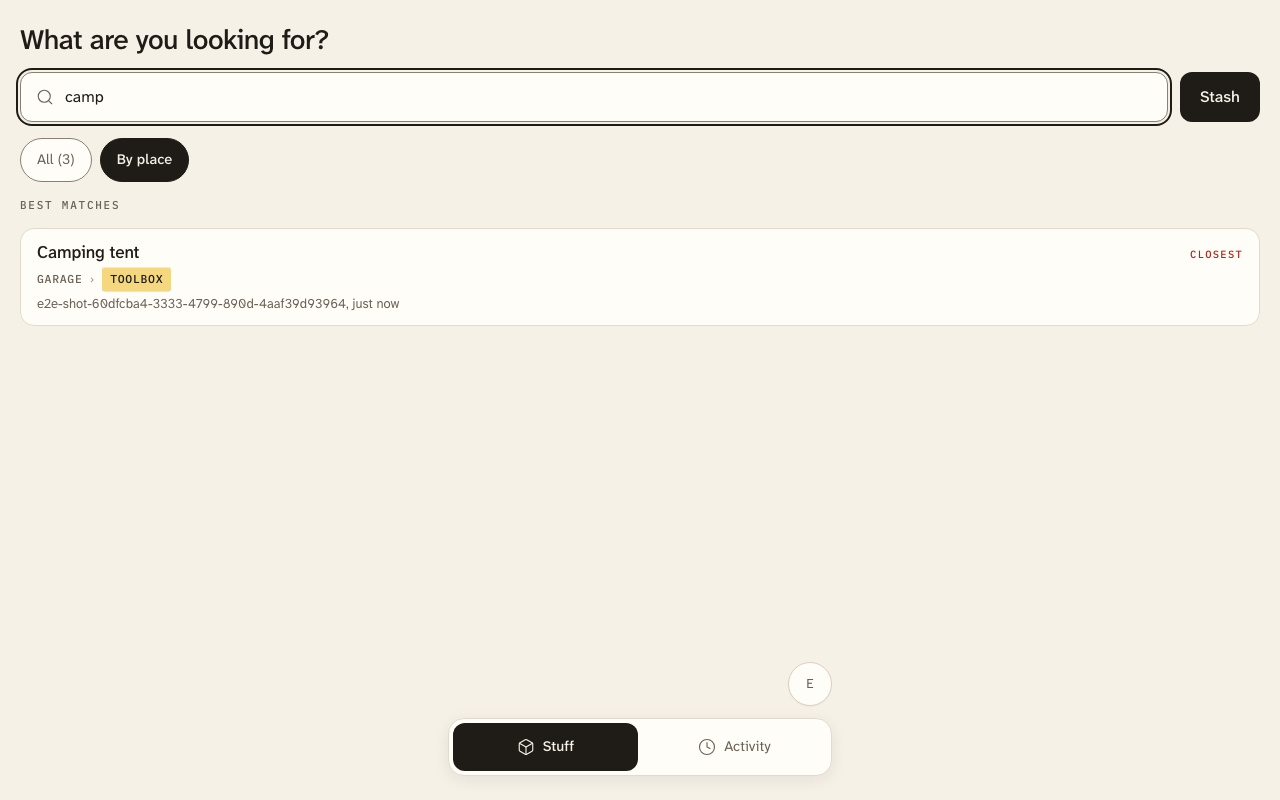 What are you looking for?
camp
Stash
All (3)
By place
BEST MATCHES
Camping tent
CLOSEST
GARAGE › TOOLBOX
e2e-shot-60dfcba4-3333-4799-890d-4aaf39d93964, just now
E
Stuff
Activity